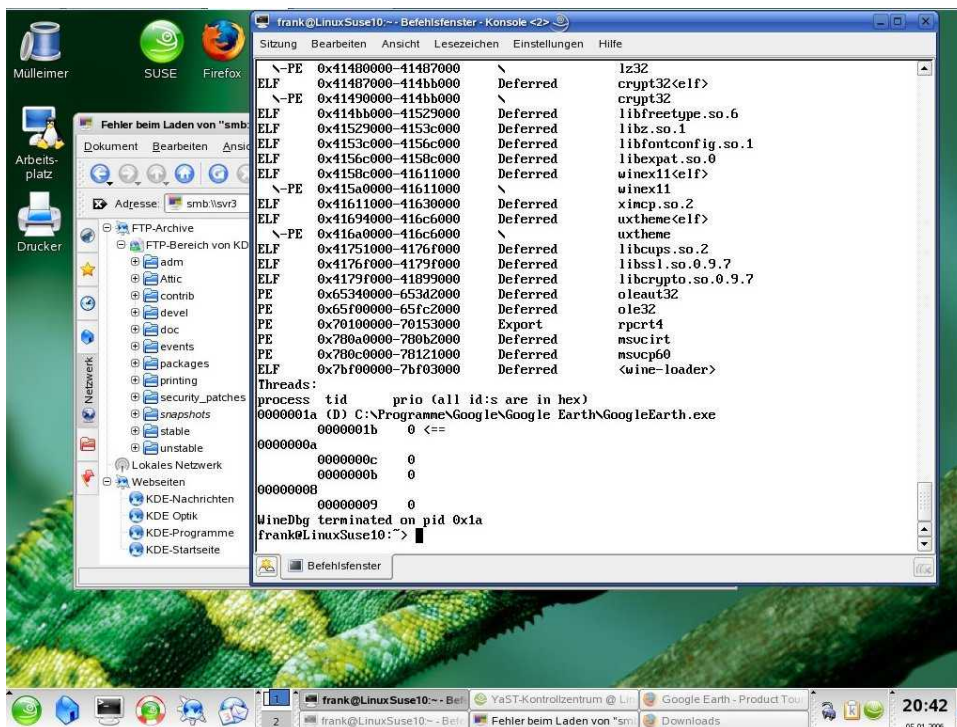 Mülleimer
SUSE
Firefox
Arbeits-
platz
Drucker
Fehler beim Laden von "smb:
Dokument Bearbeiten Ansic
Adresse: smb:\\svr3
Netzwerk
FTP-Archive
FTP-Bereich von KD
adm
Attic
contrib
devel
doc
events
packages
printing
security_patches
snapshots
stable
unstable
Lokales Netzwerk
Webseiten
KDE-Nachrichten
KDE Optik
KDE-Programme
KDE-Startseite
frank@LinuxSuse10:~ - Befehlsfenster - Konsole <2>
Sitzung Bearbeiten Ansicht Lesezeichen Einstellungen Hilfe
\-PE 0x41480000-41487000 \ lz32
ELF 0x41487000-414bb000 Deferred crypt32<elf>
\-PE 0x41490000-414bb000 \ crypt32
ELF 0x414bb000-41529000 Deferred libfreetype.so.6
ELF 0x41529000-4153c000 Deferred libz.so.1
ELF 0x4153c000-4156c000 Deferred libfontconfig.so.1
ELF 0x4156c000-4158c000 Deferred libexpat.so.0
ELF 0x4158c000-41611000 Deferred winex11<elf>
\-PE 0x415a0000-41611000 \ winex11
ELF 0x41611000-41630000 Deferred ximcp.so.2
ELF 0x41694000-416c6000 Deferred uxtheme<elf>
\-PE 0x416a0000-416c6000 \ uxtheme
ELF 0x41751000-4176f000 Deferred libcups.so.2
ELF 0x4176f000-4179f000 Deferred libssl.so.0.9.7
ELF 0x4179f000-41899000 Deferred libcrypto.so.0.9.7
PE 0x65340000-653d2000 Deferred oleaut32
PE 0x65f00000-65fc2000 Deferred ole32
PE 0x70100000-70153000 Export rpcrt4
PE 0x780a0000-780b2000 Deferred msvcirt
PE 0x780c0000-78121000 Deferred msvcp60
ELF 0x7bf00000-7bf03000 Deferred <wine-loader>
Threads:
process tid prio (all id:s are in hex)
0000001a (D) C:\Programme\Google\Google Earth\GoogleEarth.exe
0000001b 0 <==
0000000a
0000000c 0
0000000b 0
00000008
00000009 0
WineDbg terminated on pid 0x1a
frank@LinuxSuse10:~>
Befehlsfenster
1
2
frank@LinuxSuse10:~ - Bef
YaST-Kontrollzentrum @ Lin
Google Earth - Product Tour
frank@LinuxSuse10:~ - Befe
Fehler beim Laden von "sm
Downloads
20:42
05.01.2006